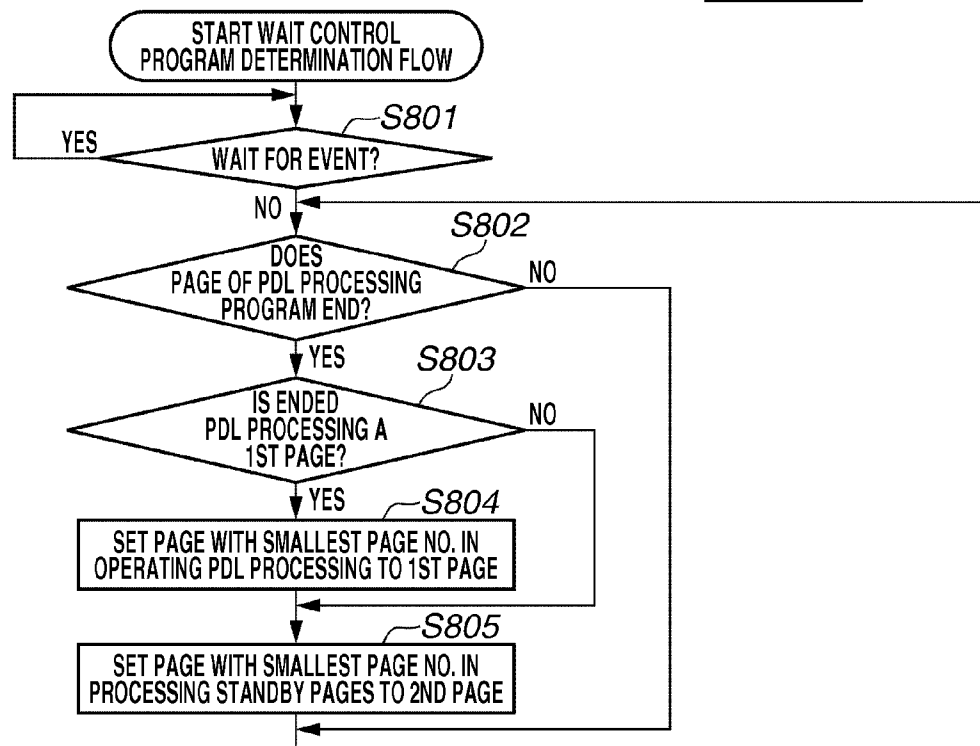 START WAIT CONTROL
PROGRAM DETERMINATION FLOW
S801
YES
WAIT FOR EVENT?
NO
S802
DOES
PAGE OF PDL PROCESSING
PROGRAM END?
NO
YES
S803
IS ENDED
PDL PROCESSING A
1ST PAGE?
NO
YES
S804
SET PAGE WITH SMALLEST PAGE NO. IN
OPERATING PDL PROCESSING TO 1ST PAGE
S805
SET PAGE WITH SMALLEST PAGE NO. IN
PROCESSING STANDBY PAGES TO 2ND PAGE